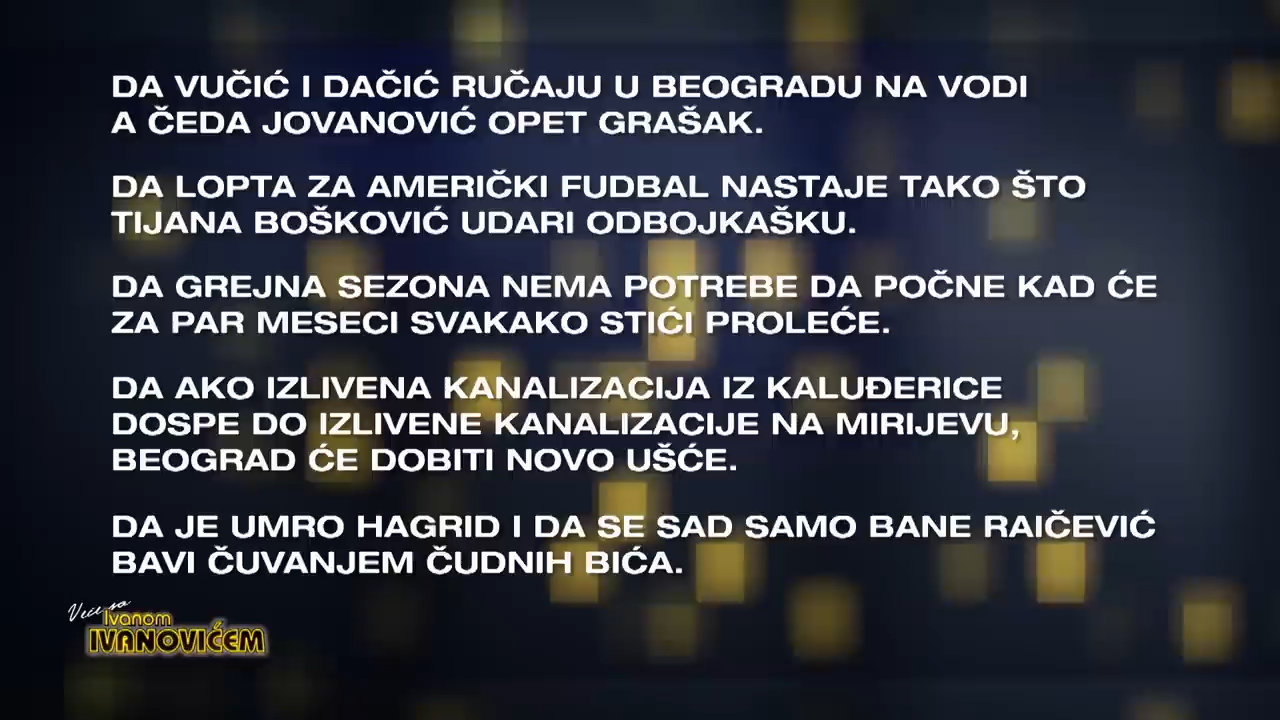 DA VUČIĆ I DAČIĆ RUČAJU U BEOGRADU NA VODI
A ČEDA JOVANOVIĆ OPET GRAŠAK.
DA LOPTA ZA AMERIČKI FUDBAL NASTAJE TAKO ŠTO
TIJANA BOŠKOVIĆ UDARI ODBOJKAŠKU.
DA GREJNA SEZONA NEMA POTREBE DA POČNE KAD ĆE
ZA PAR MESECI SVAKAKO STIĆI PROLEĆE.
DA AKO IZLIVENA KANALIZACIJA IZ KALUĐERICE
DOSPE DO IZLIVENE KANALIZACIJE NA MIRIJEVU,
BEOGRAD ĆE DOBITI NOVO UŠĆE.
DA JE UMRO HAGRID I DA SE SAD SAMO BANE RAIČEVIĆ
BAVI ČUVANJEM ČUDNIH BIĆA.
Veče sa
Ivanom
IVANOVIĆEM